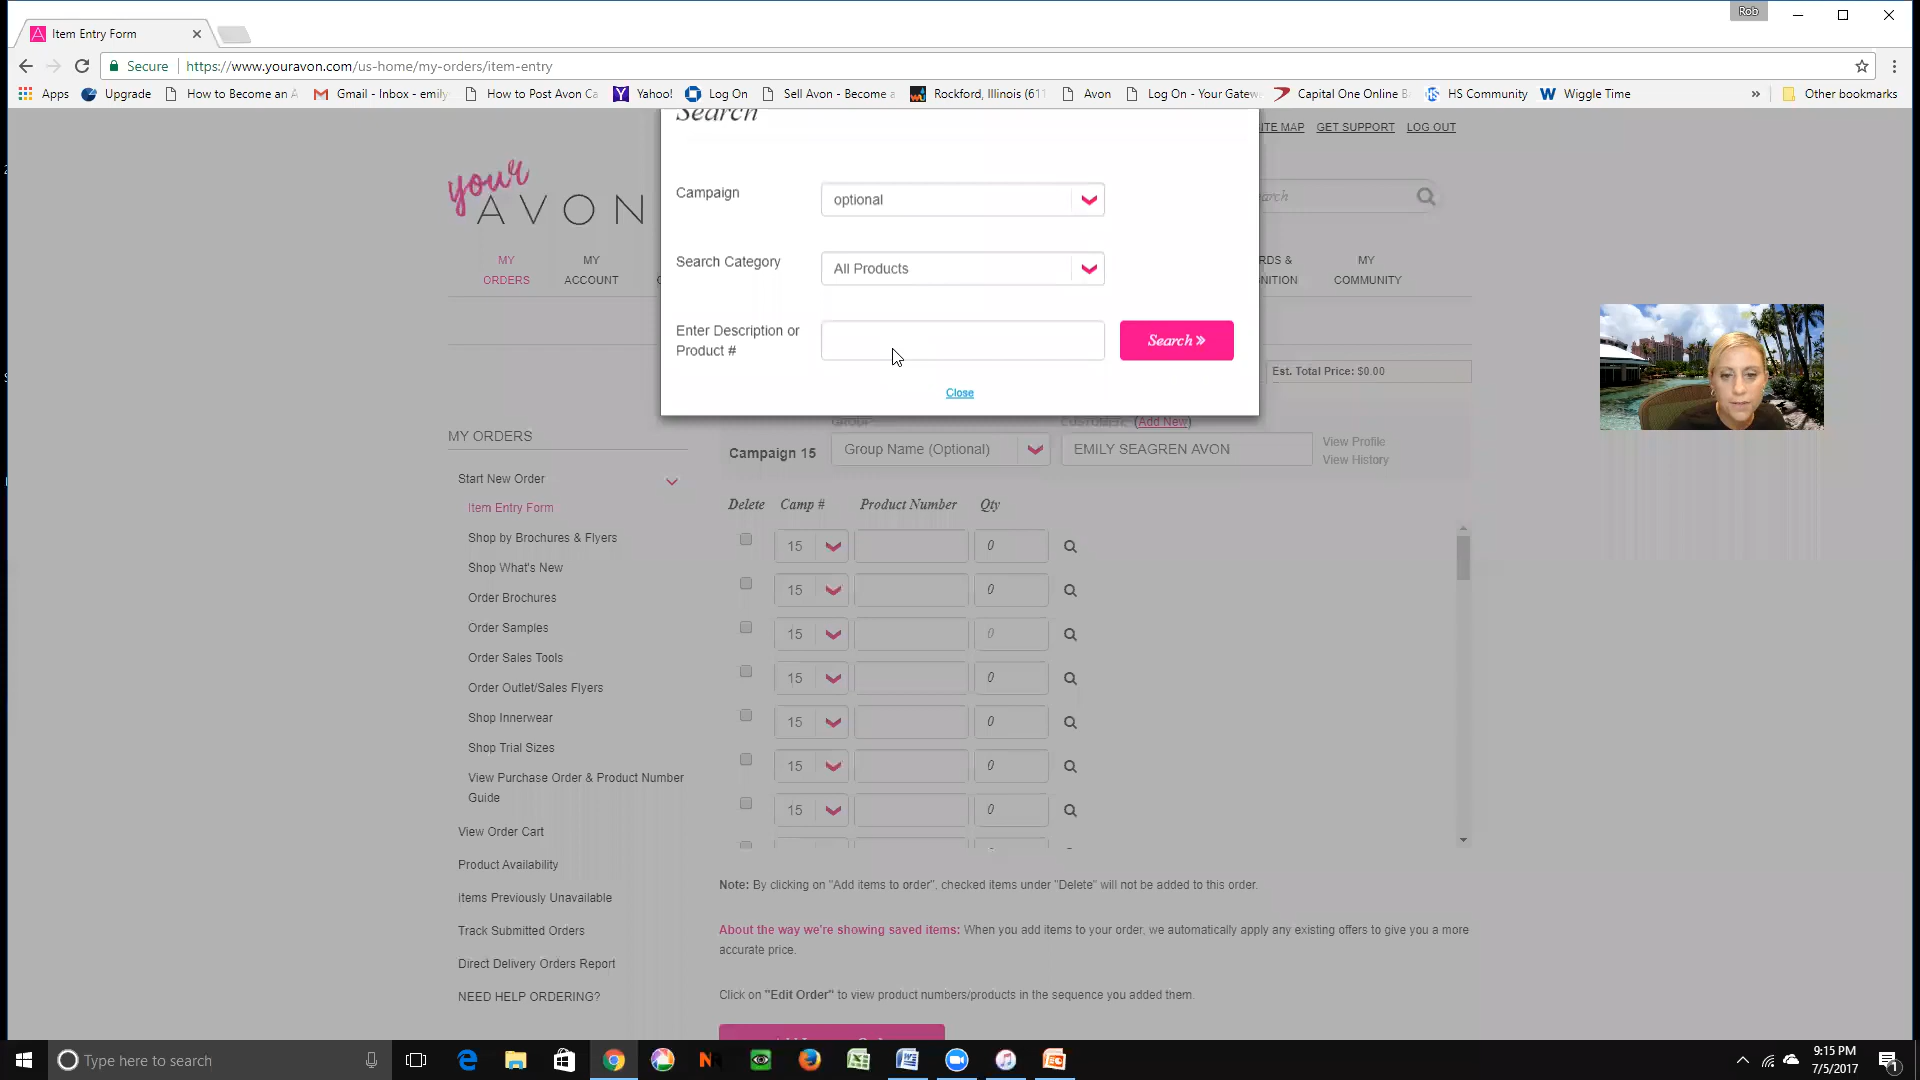 Rob
Item Entry Form
Secure https://www.youravon.com/us-home/my-orders/item-entry
Apps Upgrade How to Become an A Gmail - Inbox - emily How to Post Avon Ca Yahoo! Log On Sell Avon - Become a Rockford, Illinois (611 Avon Log On - Your Gatew Capital One Online B HS Community Wiggle Time » Other bookmarks
Search
ITE MAP GET SUPPORT LOG OUT
your
AVON
Campaign optional
arch
MY ORDERS
MY ACCOUNT
RDS & NITION
MY COMMUNITY
Search Category All Products
Enter Description or Product #
Search »
Close
Est. Total Price: $0.00
MY ORDERS
GROUP:
CUSTOMER: (Add New)
Campaign 15 Group Name (Optional) EMILY SEAGREN AVON
View Profile
View History
Start New Order
Item Entry Form
Shop by Brochures & Flyers
Shop What's New
Order Brochures
Order Samples
Order Sales Tools
Order Outlet/Sales Flyers
Shop Innerwear
Shop Trial Sizes
View Purchase Order & Product Number
Guide
View Order Cart
Product Availability
Items Previously Unavailable
Track Submitted Orders
Direct Delivery Orders Report
NEED HELP ORDERING?
Delete Camp # Product Number Qty
15 0
15 0
15 0
15 0
15 0
15 0
15 0
Note: By clicking on "Add items to order", checked items under "Delete" will not be added to this order.
About the way we're showing saved items: When you add items to your order, we automatically apply any existing offers to give you a more
accurate price.
Click on "Edit Order" to view product numbers/products in the sequence you added them.
Type here to search
9:15 PM
7/5/2017
1